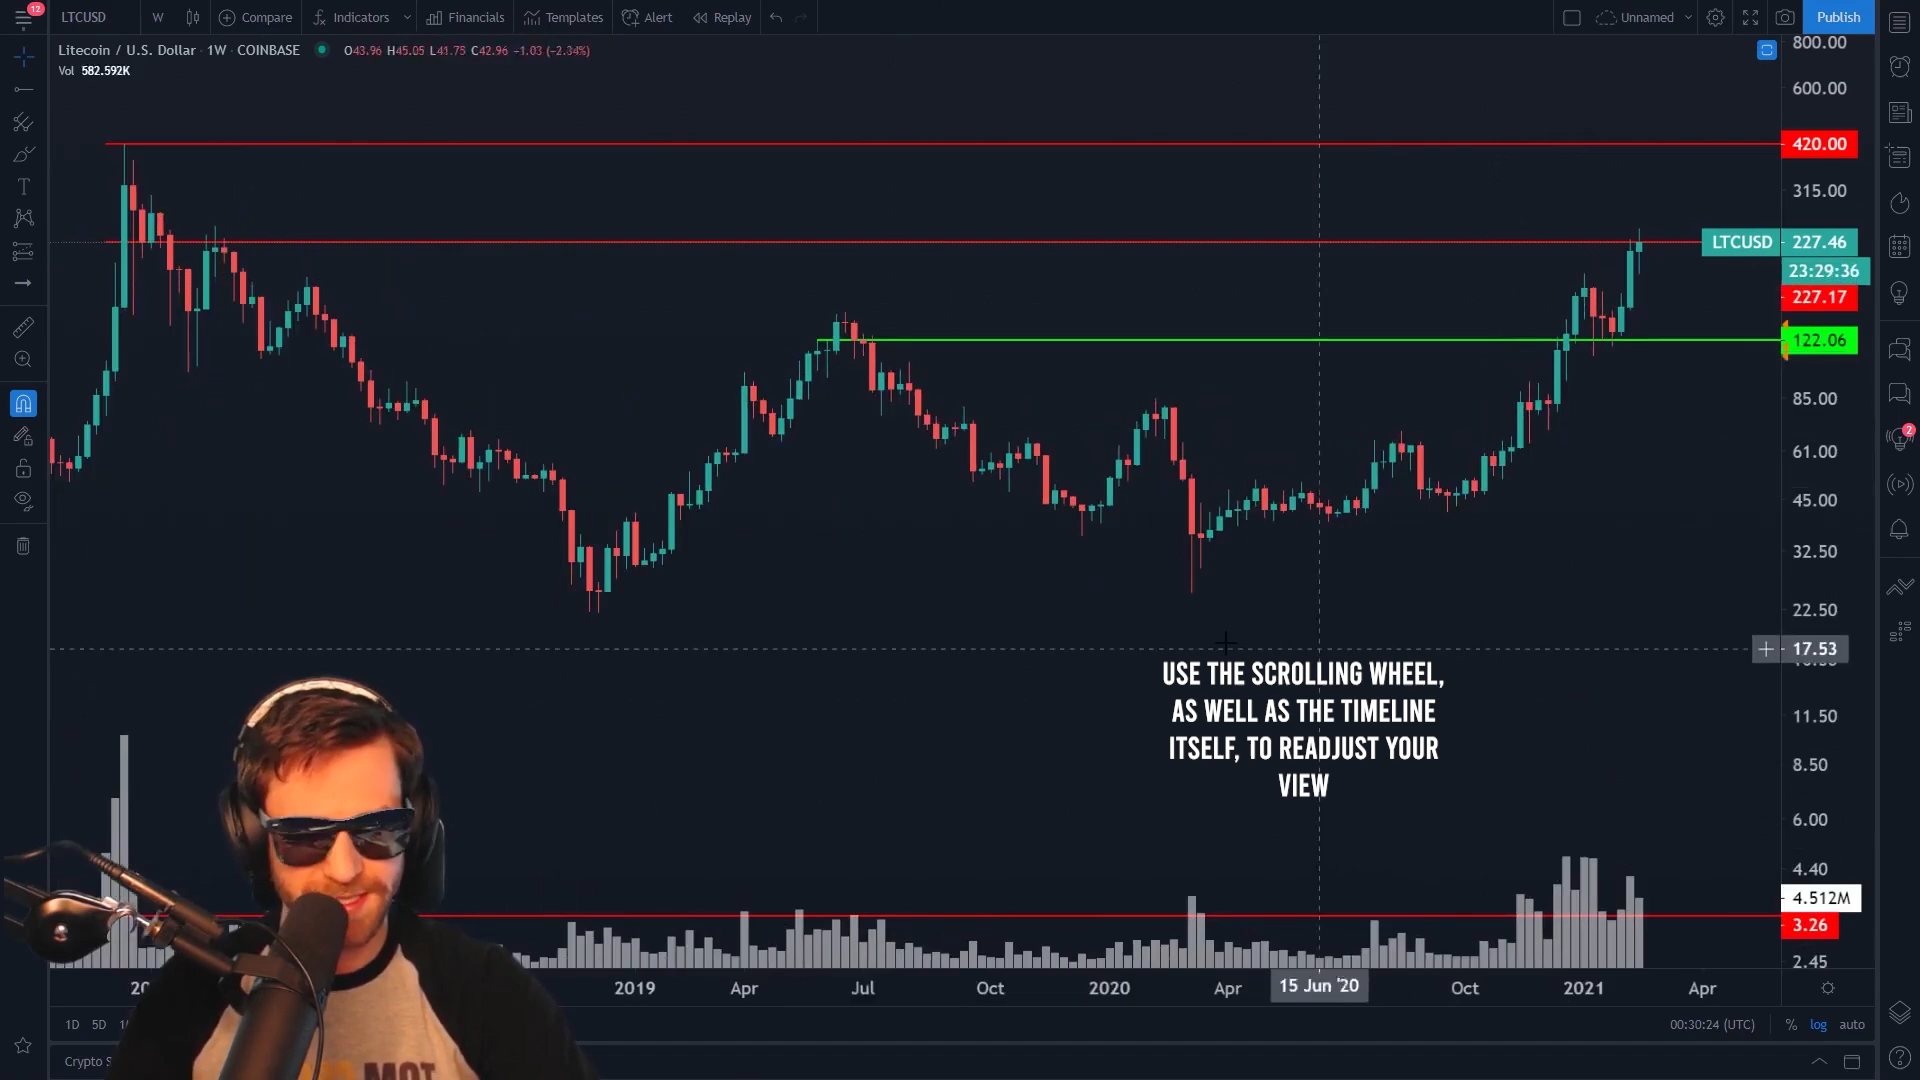 12
LTCUSD W Compare Indicators Financials Templates Alert Replay Unnamed Publish
Litecoin / U.S. Dollar · 1W · COINBASE O43.96 H45.05 L41.75 C42.96 −1.03 (−2.34%)
Vol 582.592K
800.00
600.00
420.00
315.00
LTCUSD 227.46
23:29:36
227.17
122.06
85.00
61.00
2
45.00
32.50
22.50
17.53
USE THE SCROLLING WHEEL,
AS WELL AS THE TIMELINE
ITSELF, TO READJUST YOUR
VIEW
11.50
8.50
6.00
4.40
4.512M
3.26
2.45
2019 Apr Jul Oct 2020 Apr 15 Jun '20 Oct 2021 Apr
1D 5D 00:30:24 (UTC) % log auto
Crypto S
MOT